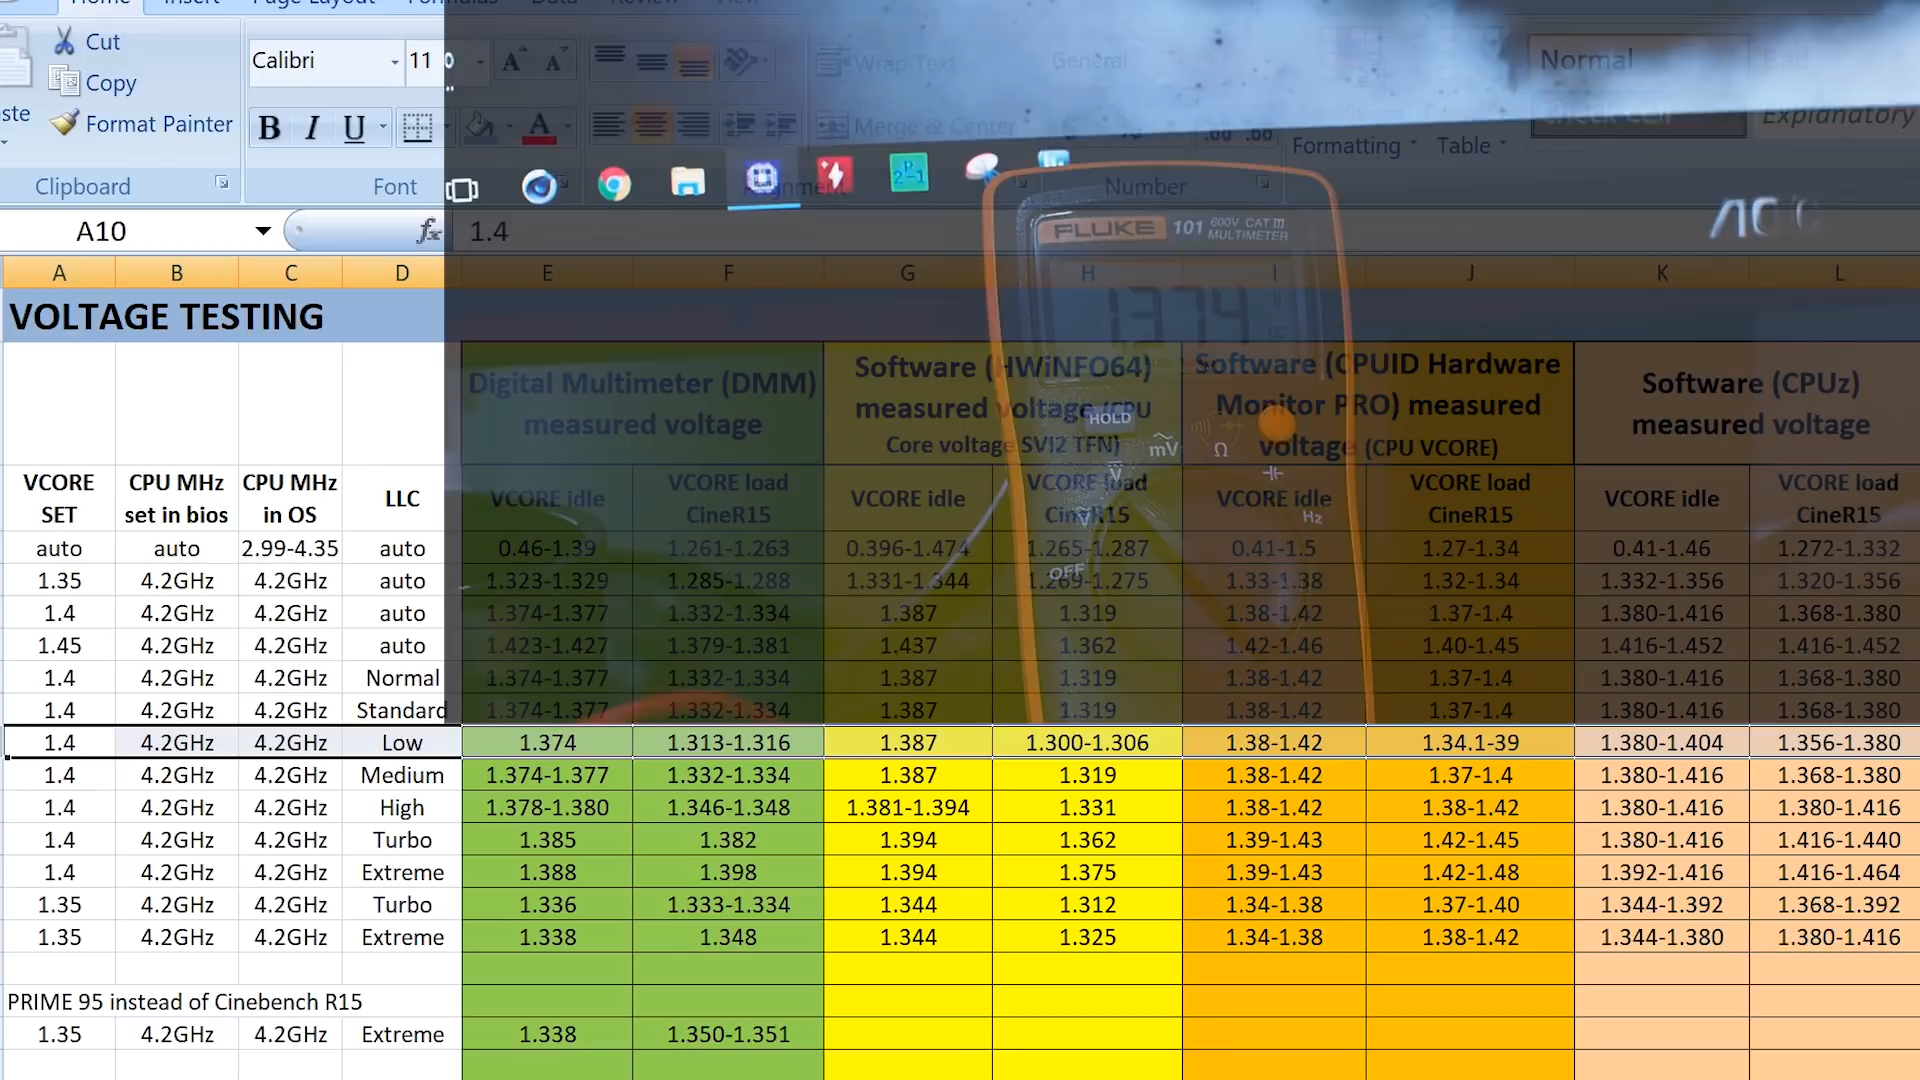 Home Insert Page Layout Formulas Data Review View
Cut
Calibri 11
Wrap Text General Normal Bad
Copy
Format Painter B I U A Merge & Center Check Cell Explanatory
Formatting Table
Clipboard Font Alignment Number
A10 fx 1.4
FLUKE 101 600V CAT III MULTIMETER
AOC
A B C D E F G H I J K L
1.374 V
VOLTAGE TESTING
Digital Multimeter (DMM) measured voltage
Software (HWiNFO64) measured voltage (CPU Core voltage SVI2 TFN)
Software (CPUID Hardware Monitor PRO) measured voltage (CPU VCORE)
Software (CPUz) measured voltage
HOLD
mV
Ω
Hz
OFF
VCORE SET CPU MHz set in bios CPU MHz in OS LLC VCORE idle VCORE load CineR15 VCORE idle VCORE load CineR15 VCORE idle VCORE load CineR15 VCORE idle VCORE load CineR15
auto auto 2.99-4.35 auto 0.46-1.39 1.261-1.263 0.396-1.474 1.265-1.287 0.41-1.5 1.27-1.34 0.41-1.46 1.272-1.332
1.35 4.2GHz 4.2GHz auto 1.323-1.329 1.285-1.288 1.331-1.344 1.269-1.275 1.33-1.38 1.32-1.34 1.332-1.356 1.320-1.356
1.4 4.2GHz 4.2GHz auto 1.374-1.377 1.332-1.334 1.387 1.319 1.38-1.42 1.37-1.4 1.380-1.416 1.368-1.380
1.45 4.2GHz 4.2GHz auto 1.423-1.427 1.379-1.381 1.437 1.362 1.42-1.46 1.40-1.45 1.416-1.452 1.416-1.452
1.4 4.2GHz 4.2GHz Normal 1.374-1.377 1.332-1.334 1.387 1.319 1.38-1.42 1.37-1.4 1.380-1.416 1.368-1.380
1.4 4.2GHz 4.2GHz Standard 1.374-1.377 1.332-1.334 1.387 1.319 1.38-1.42 1.37-1.4 1.380-1.416 1.368-1.380
1.4 4.2GHz 4.2GHz Low 1.374 1.313-1.316 1.387 1.300-1.306 1.38-1.42 1.34.1-39 1.380-1.404 1.356-1.380
1.4 4.2GHz 4.2GHz Medium 1.374-1.377 1.332-1.334 1.387 1.319 1.38-1.42 1.37-1.4 1.380-1.416 1.368-1.380
1.4 4.2GHz 4.2GHz High 1.378-1.380 1.346-1.348 1.381-1.394 1.331 1.38-1.42 1.38-1.42 1.380-1.416 1.380-1.416
1.4 4.2GHz 4.2GHz Turbo 1.385 1.382 1.394 1.362 1.39-1.43 1.42-1.45 1.380-1.416 1.416-1.440
1.4 4.2GHz 4.2GHz Extreme 1.388 1.398 1.394 1.375 1.39-1.43 1.42-1.48 1.392-1.416 1.416-1.464
1.35 4.2GHz 4.2GHz Turbo 1.336 1.333-1.334 1.344 1.312 1.34-1.38 1.37-1.40 1.344-1.392 1.368-1.392
1.35 4.2GHz 4.2GHz Extreme 1.338 1.348 1.344 1.325 1.34-1.38 1.38-1.42 1.344-1.380 1.380-1.416
PRIME 95 instead of Cinebench R15
1.35 4.2GHz 4.2GHz Extreme 1.338 1.350-1.351